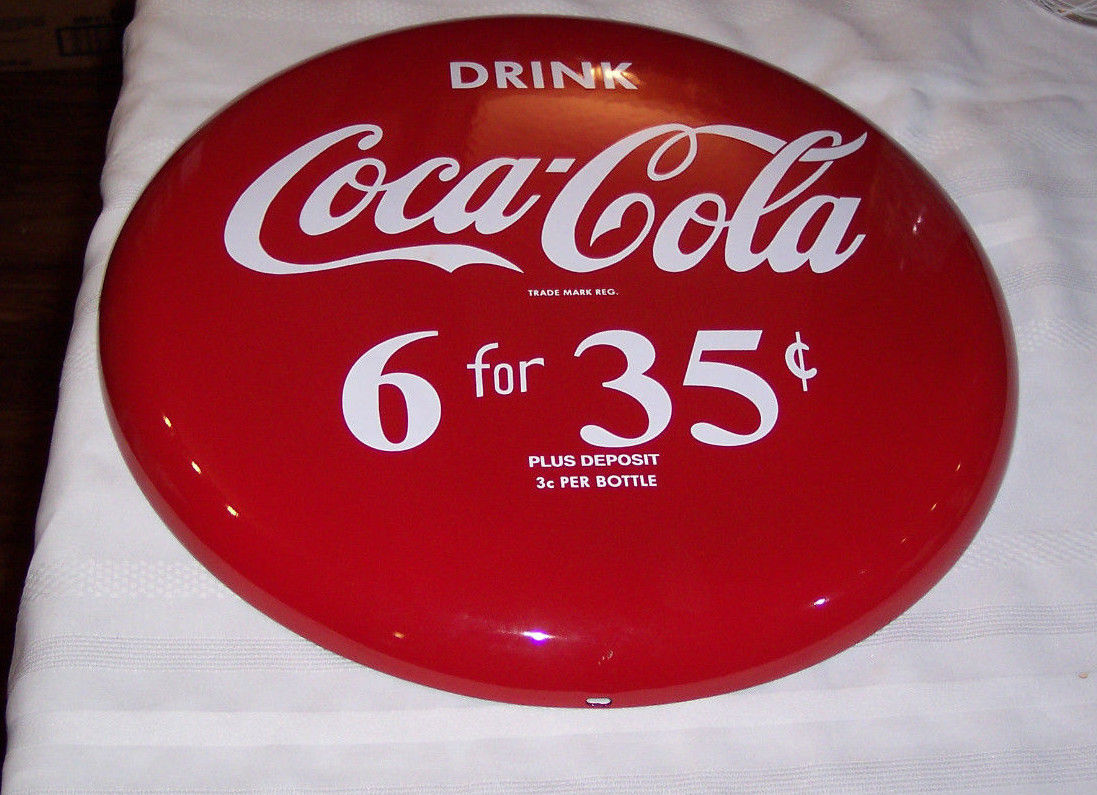 DRINK
Coca-Cola
TRADE MARK REG.
6 for 35¢
PLUS DEPOSIT
3c PER BOTTLE